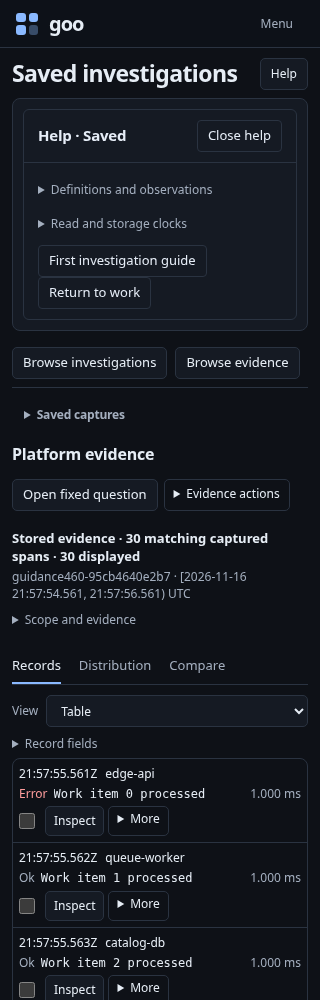 goo
Menu
Saved investigations
Help
Help · Saved
Close help
Definitions and observations
Read and storage clocks
First investigation guide
Return to work
Browse investigations
Browse evidence
Saved captures
Platform evidence
Open fixed question
Evidence actions
Stored evidence · 30 matching captured
spans · 30 displayed
guidance460-95cb4640e2b7 · [2026-11-16
21:57:54.561, 21:57:56.561) UTC
Scope and evidence
Records
Distribution
Compare
View
Table
Record fields
21:57:55.561Z edge-api
Error Work item 0 processed 1.000 ms
Inspect
More
21:57:55.562Z queue-worker
Ok Work item 1 processed 1.000 ms
Inspect
More
21:57:55.563Z catalog-db
Ok Work item 2 processed 1.000 ms
Inspect
More